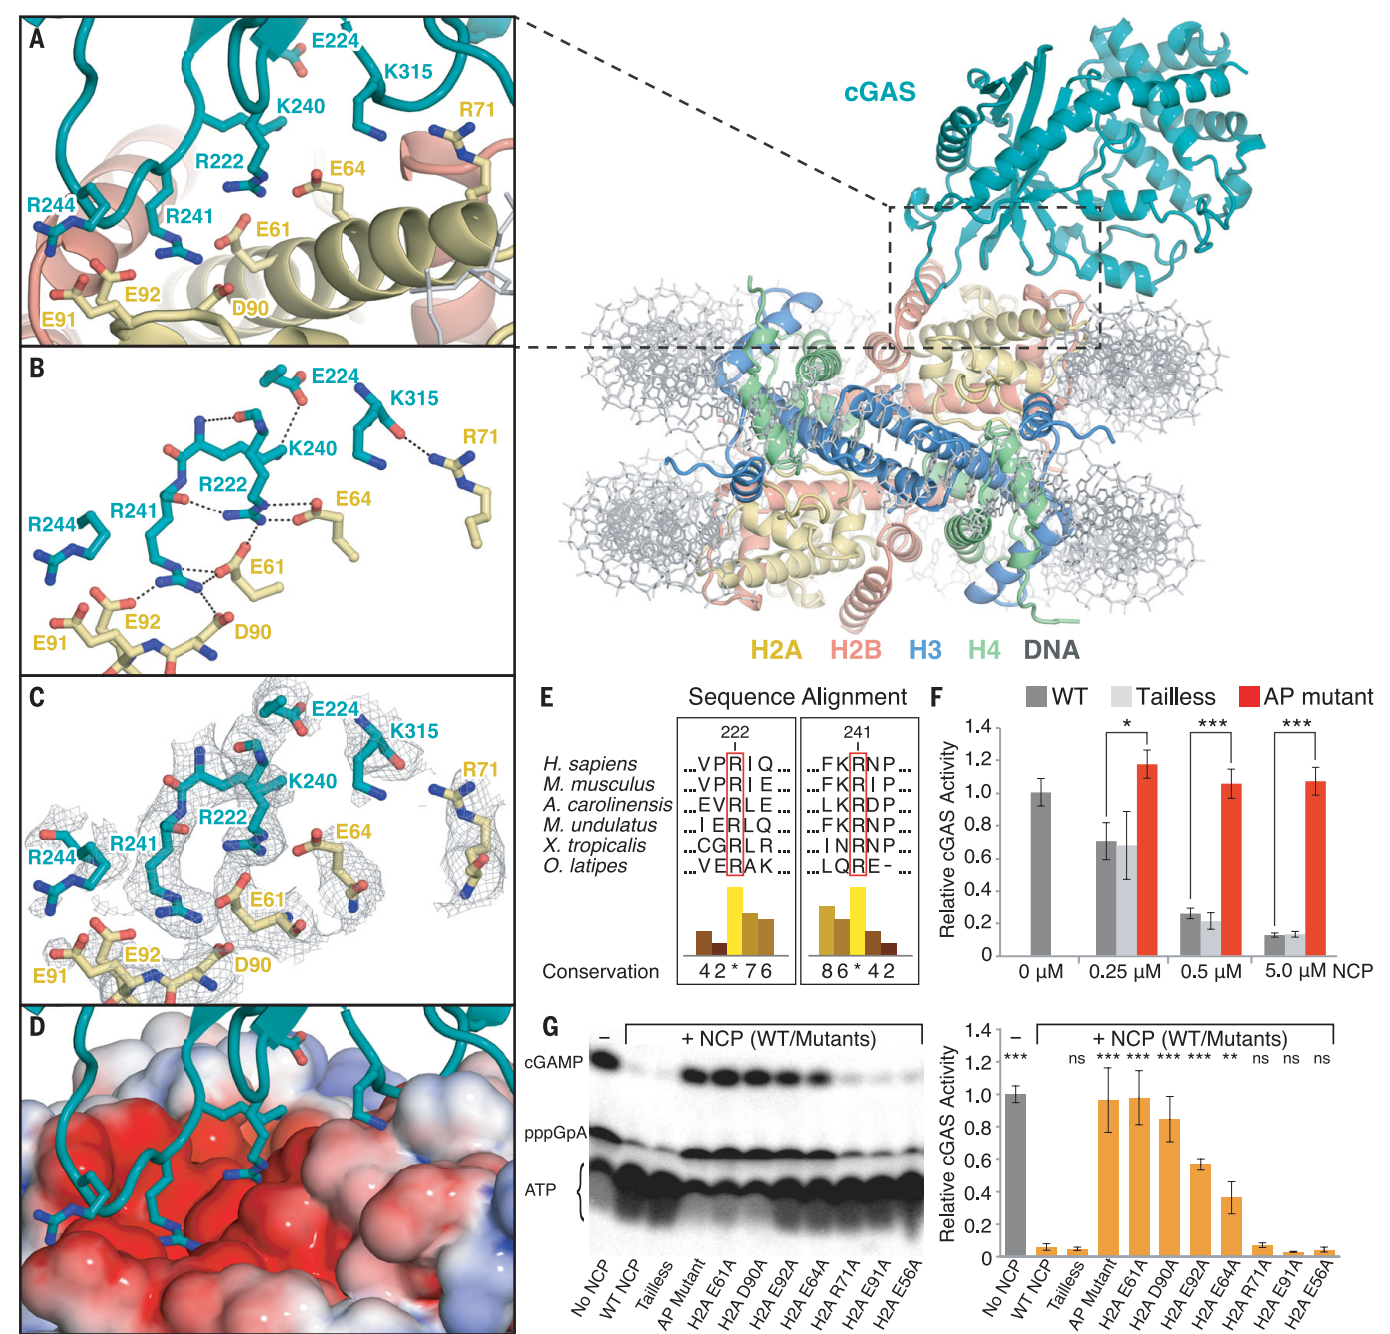 A
E224
K315
K240
R71
R222
E64
R244
R241
E61
E92
E91
D90
cGAS
B
E224
K315
K240
R71
R222
E64
R241
R244
E61
E92
E91
D90
H2A H2B H3 H4 DNA
C
E224
K315
R71
K240
R222
R241
E64
R244
E61
E92
E91
D90
D
E
Sequence Alignment
222 241
H. sapiens ...VPRIQ... ...FKRNP...
M. musculus ...VPRIE... ...FKRIP...
A. carolinensis ...EVRLE... ...LKRDP...
M. undulatus ...IERLQ... ...FKRNP...
X. tropicalis ...CGRLR... ...INRNP...
O. latipes ...VERAK... ...LQRE-...
Conservation 42*76 86*42
F
WT Tailless AP mutant
Relative cGAS Activity
1.4
1.2
1.0
0.8
0.6
0.4
0.2
0
* *** ***
0 µM 0.25 µM 0.5 µM 5.0 µM NCP
G
– + NCP (WT/Mutants)
cGAMP
pppGpA
ATP
No NCP
WT NCP
Tailless
AP Mutant
H2A E61A
H2A D90A
H2A E92A
H2A E64A
H2A R71A
H2A E91A
H2A E56A
Relative cGAS Activity
1.4
1.2
1.0
0.8
0.6
0.4
0.2
0
– + NCP (WT/Mutants)
*** ns *** *** *** *** ** ns ns ns
No NCP
WT NCP
Tailless
AP Mutant
H2A E61A
H2A D90A
H2A E92A
H2A E64A
H2A R71A
H2A E91A
H2A E56A